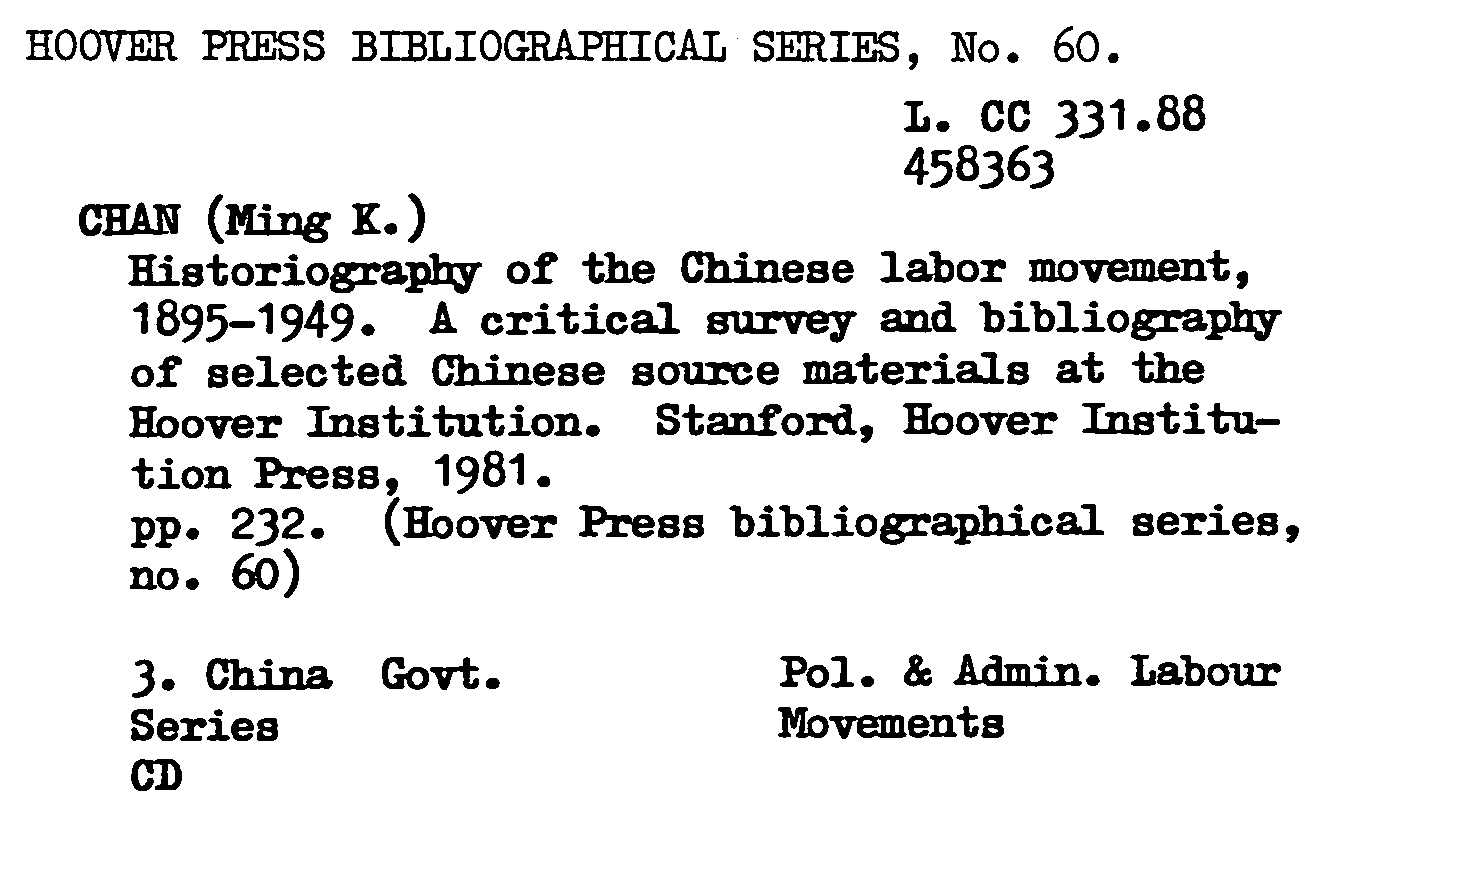 HOOVER PRESS BIBLIOGRAPHICAL SERIES, No. 60.
L. CC 331.88
458363
CHAN (Ming K.)
Historiography of the Chinese labor movement,
1895-1949. A critical survey and bibliography
of selected Chinese source materials at the
Hoover Institution. Stanford, Hoover Institu-
tion Press, 1981.
pp. 232. (Hoover Press bibliographical series,
no. 60)
3. China Govt. Pol. & Admin. Labour
Series Movements
CD